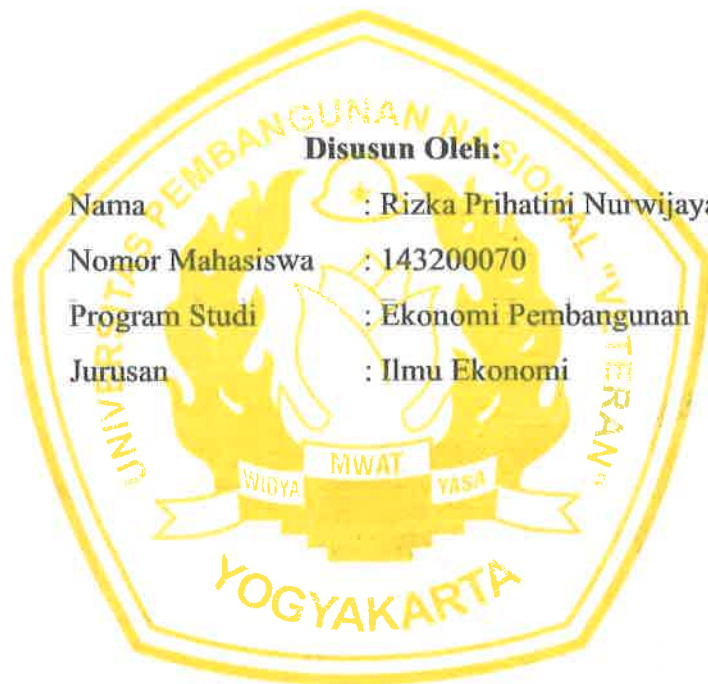 UNIVERSITAS PEMBANGUNAN NASIONAL "VETERAN"
Disusun Oleh:
Nama : Rizka Prihatini Nurwijaya
Nomor Mahasiswa : 143200070
Program Studi : Ekonomi Pembangunan
Jurusan : Ilmu Ekonomi
WIDYA MWAT YASA
YOGYAKARTA